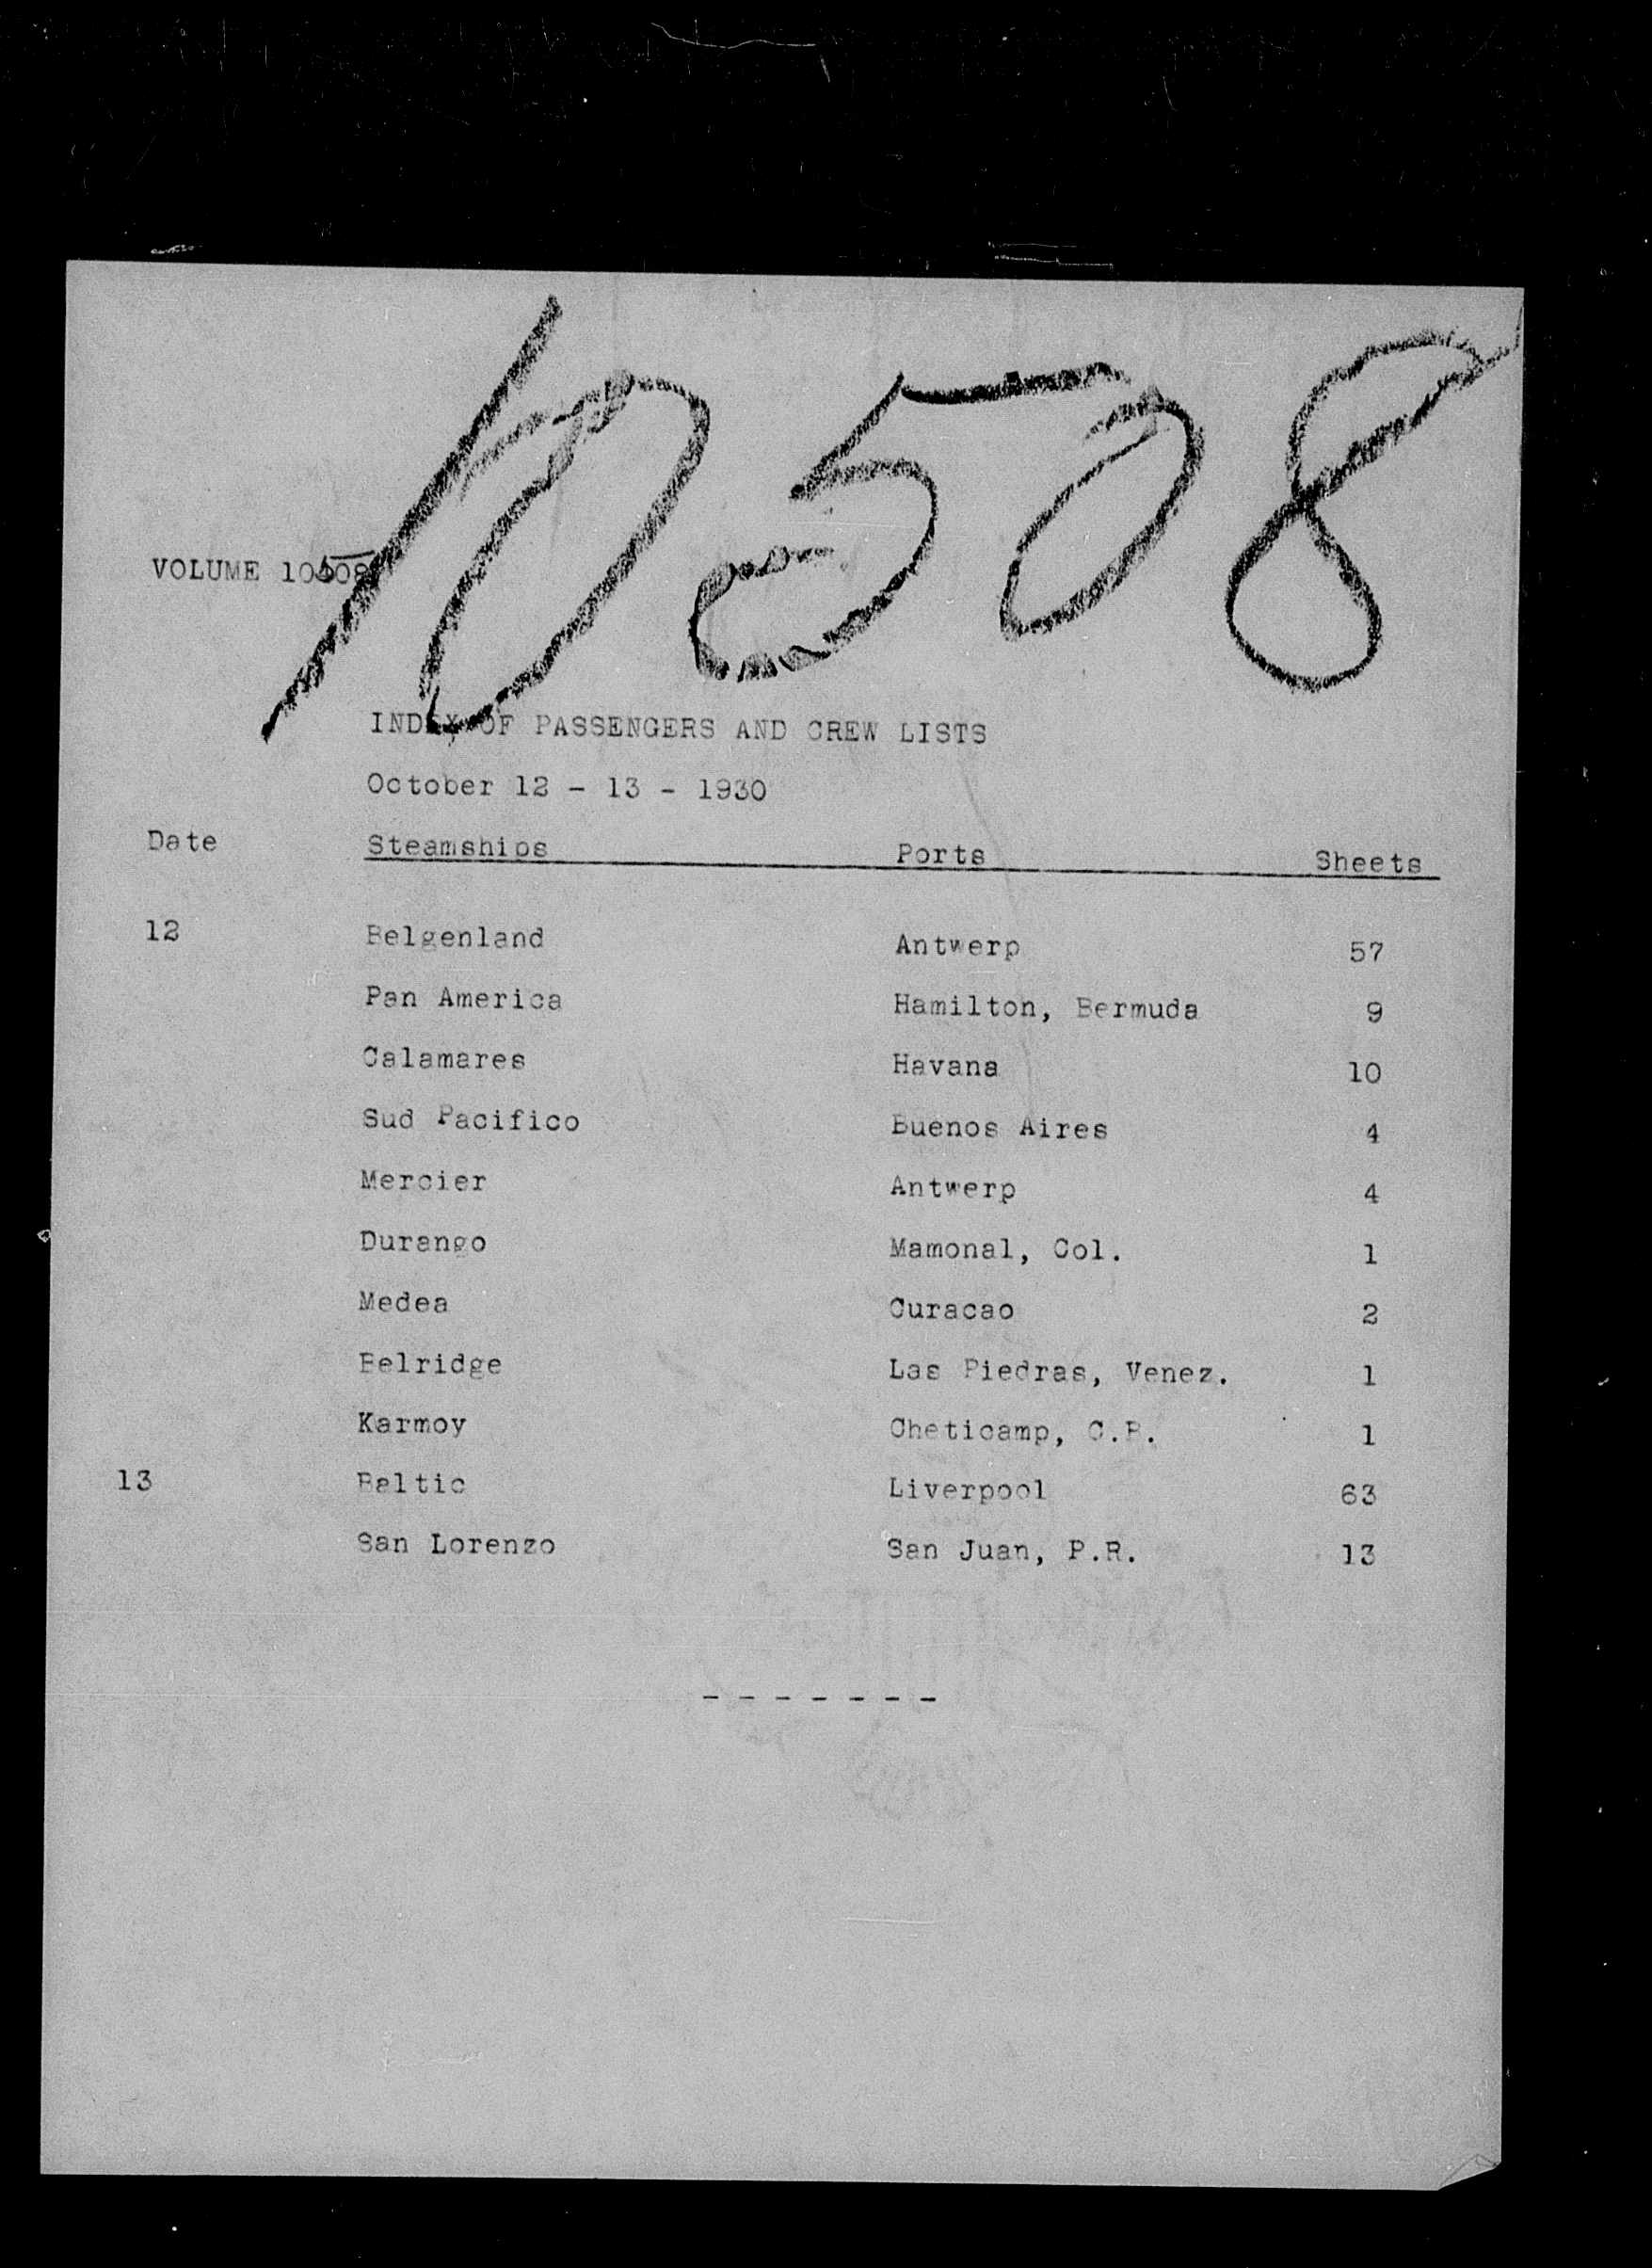 10508
VOLUME 10508
INDEX OF PASSENGERS AND CREW LISTS
October 12 - 13 - 1930
Date Steamships Ports Sheets
12 Belgenland Antwerp 57
Pan America Hamilton, Bermuda 9
Calamares Havana 10
Sud Pacifico Buenos Aires 4
Mercier Antwerp 4
Durango Mamonal, Col. 1
Medea Curacao 2
Belridge Las Piedras, Venez. 1
Karmoy Cheticamp, C.B. 1
13 Baltic Liverpool 63
San Lorenzo San Juan, P.R. 13
- - - - - - -